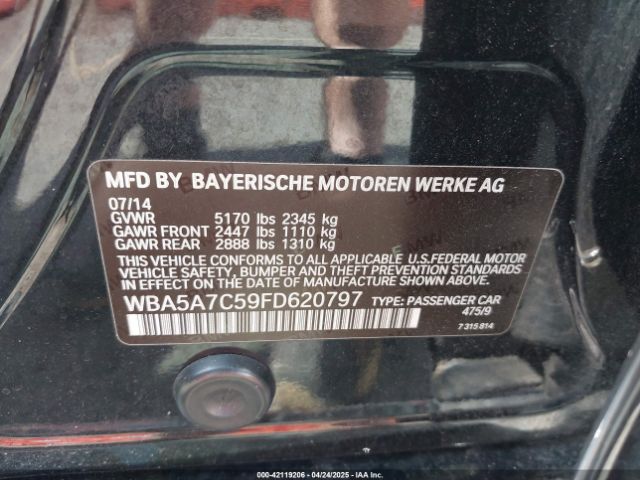 MFD BY BAYERISCHE MOTOREN WERKE AG
07/14
GVWR 5170 lbs 2345 kg
GAWR FRONT 2447 lbs 1110 kg
GAWR REAR 2888 lbs 1310 kg
THIS VEHICLE CONFORMS TO ALL APPLICABLE U.S.FEDERAL MOTOR
VEHICLE SAFETY, BUMPER AND THEFT PREVENTION STANDARDS
IN EFFECT ON THE DATE OF MANUFACTURE SHOWN ABOVE.
WBA5A7C59FD620797 TYPE: PASSENGER CAR
475/9
7315814
000-42119206 - 04/24/2025 - IAAI.COM